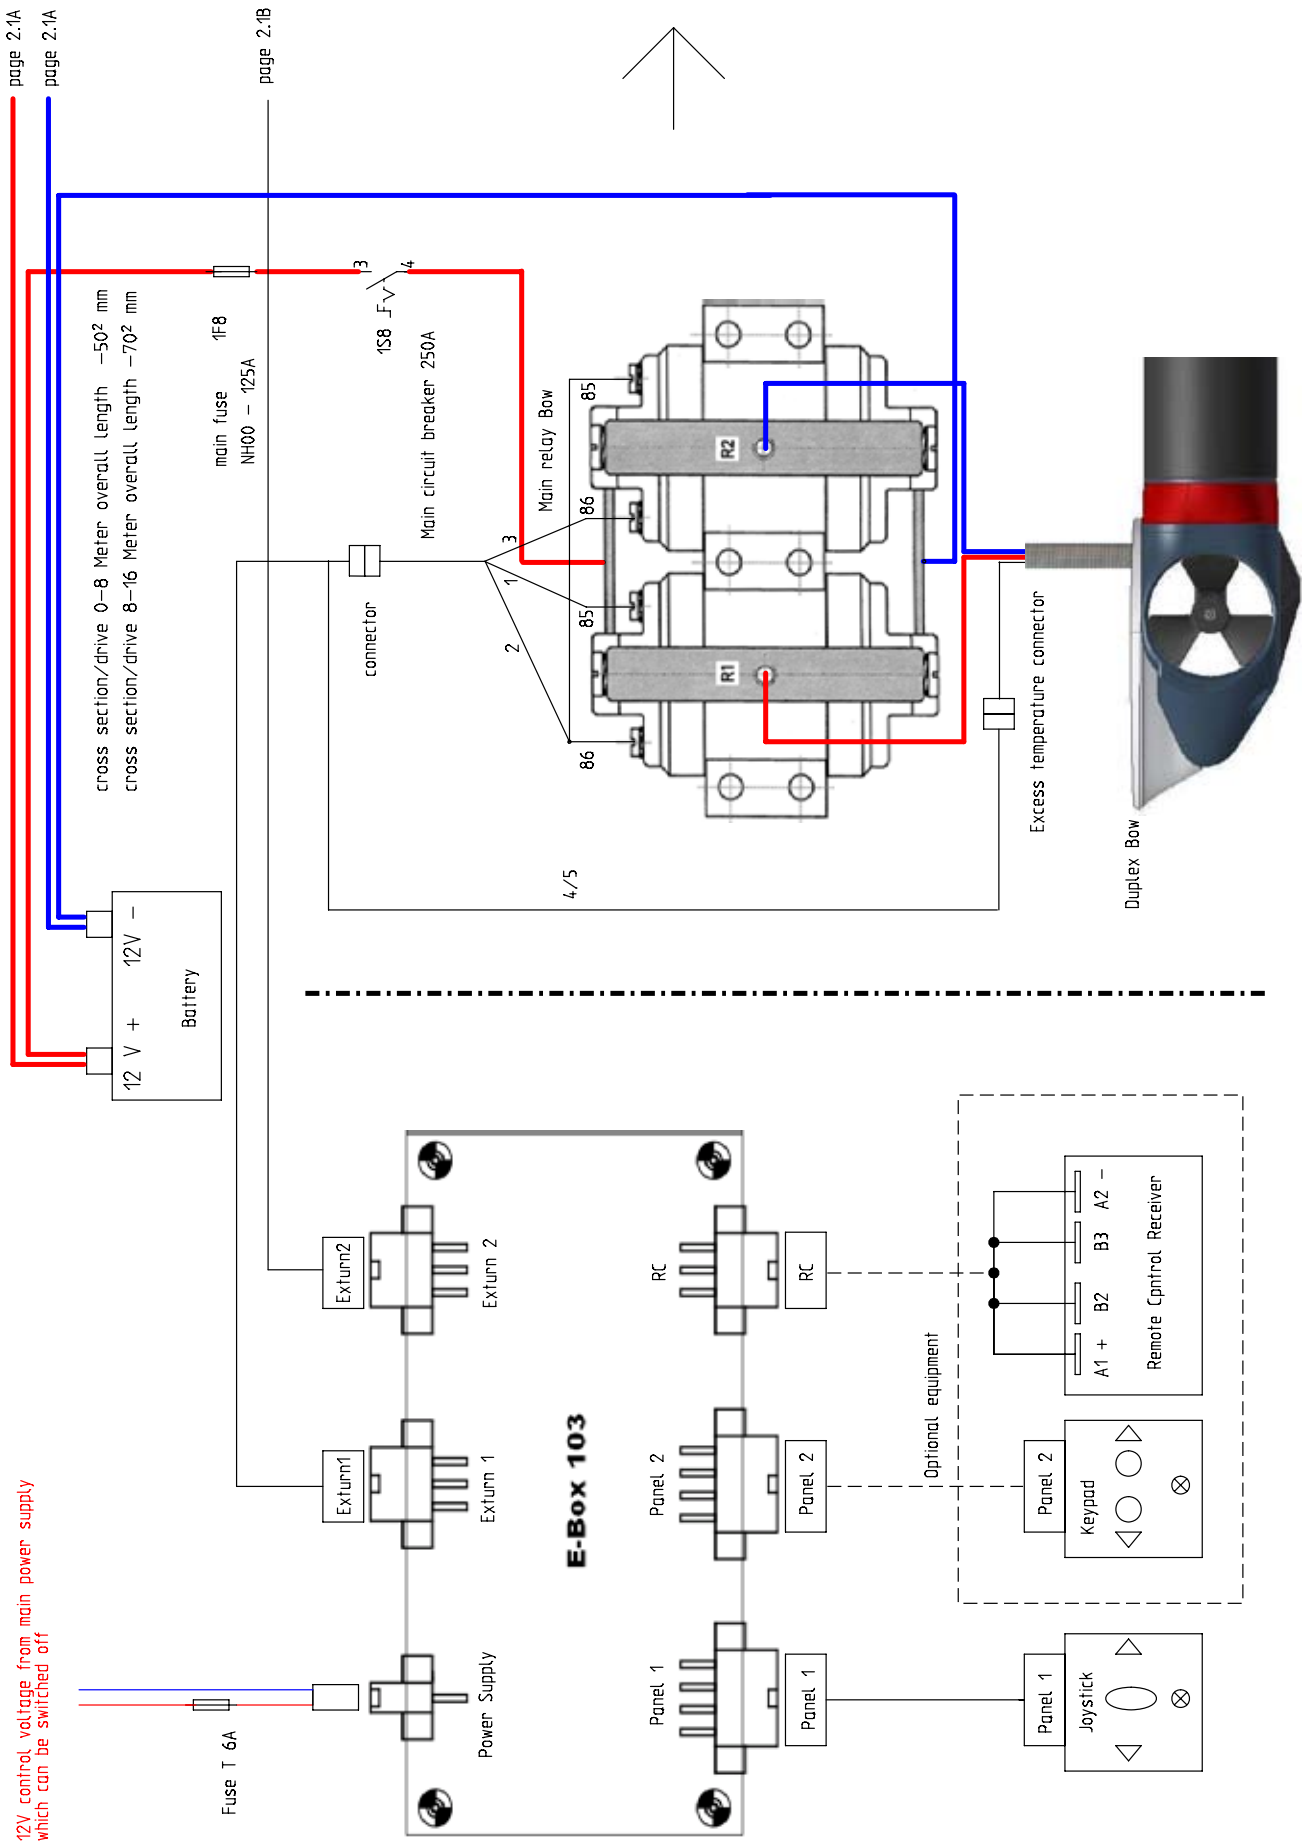 12V control voltage from main power supply
which can be switched off
Fuse T 6A
page 2.1A
page 2.1A
page 2.1B
12 V +
12V -
Battery
cross section/drive 0-8 Meter overall length -50² mm
cross section/drive 8-16 Meter overall length -70² mm
main fuse
1F8
NH00 - 125A
3
4
1S8
Main circuit breaker 250A
connector
Main relay Bow
1
2
3
85
86
85
86
R1
R2
4/5
Excess temperature connector
Duplex Bow
Exturn1
Exturn2
Power Supply
Exturn 1
Exturn 2
E-Box 103
Panel 1
Panel 2
RC
Panel 1
Panel 2
RC
Optional equipment
Panel 1
Joystick
Panel 2
Keypad
A1 +
B2
B3
A2 -
Remote Cpntrol Receiver